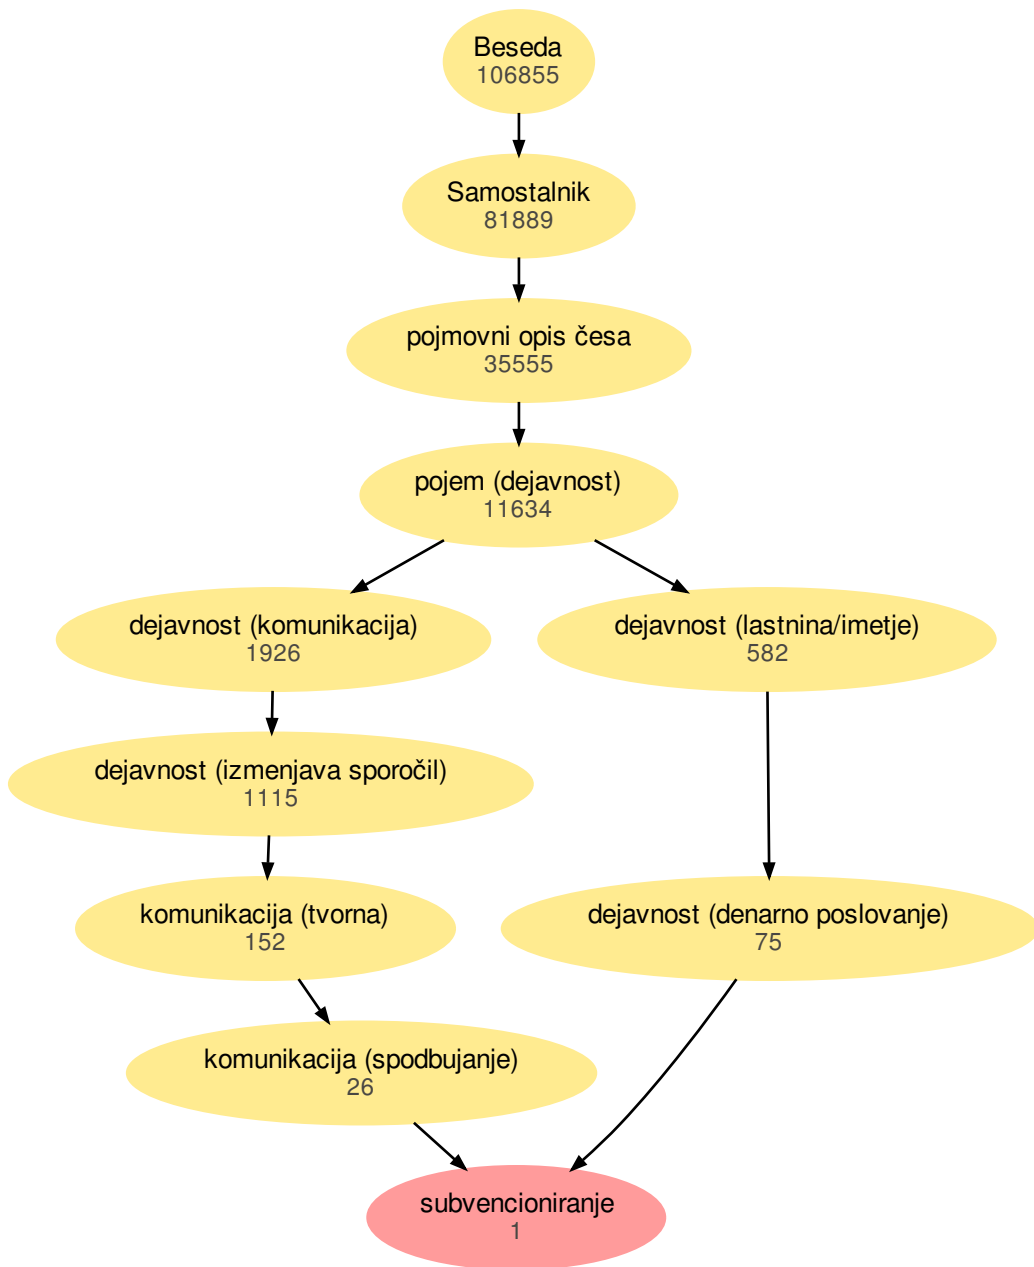 Beseda
106855
Samostalnik
81889
pojmovni opis česa
35555
pojem (dejavnost)
11634
dejavnost (komunikacija)
1926
dejavnost (lastnina/imetje)
582
dejavnost (izmenjava sporočil)
1115
komunikacija (tvorna)
152
dejavnost (denarno poslovanje)
75
komunikacija (spodbujanje)
26
subvencioniranje
1